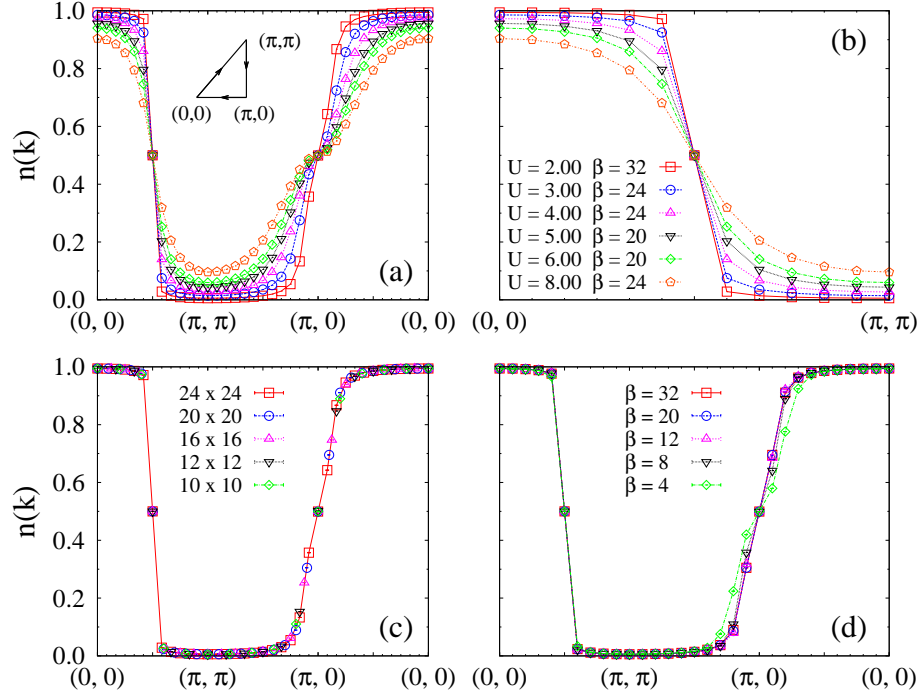 (a)
n(k)
1.0
0.8
0.6
0.4
0.2
0.0
(0, 0)
(π, π)
(π, 0)
(0, 0)
(π,π)
(0,0)
(π,0)
(b)
U = 2.00 β = 32
U = 3.00 β = 24
U = 4.00 β = 24
U = 5.00 β = 20
U = 6.00 β = 20
U = 8.00 β = 24
(0, 0)
(π, π)
(c)
n(k)
1.0
0.8
0.6
0.4
0.2
0.0
24 x 24
20 x 20
16 x 16
12 x 12
10 x 10
(0, 0)
(π, π)
(π, 0)
(0, 0)
(d)
β = 32
β = 20
β = 12
β = 8
β = 4
(0, 0)
(π, π)
(π, 0)
(0, 0)